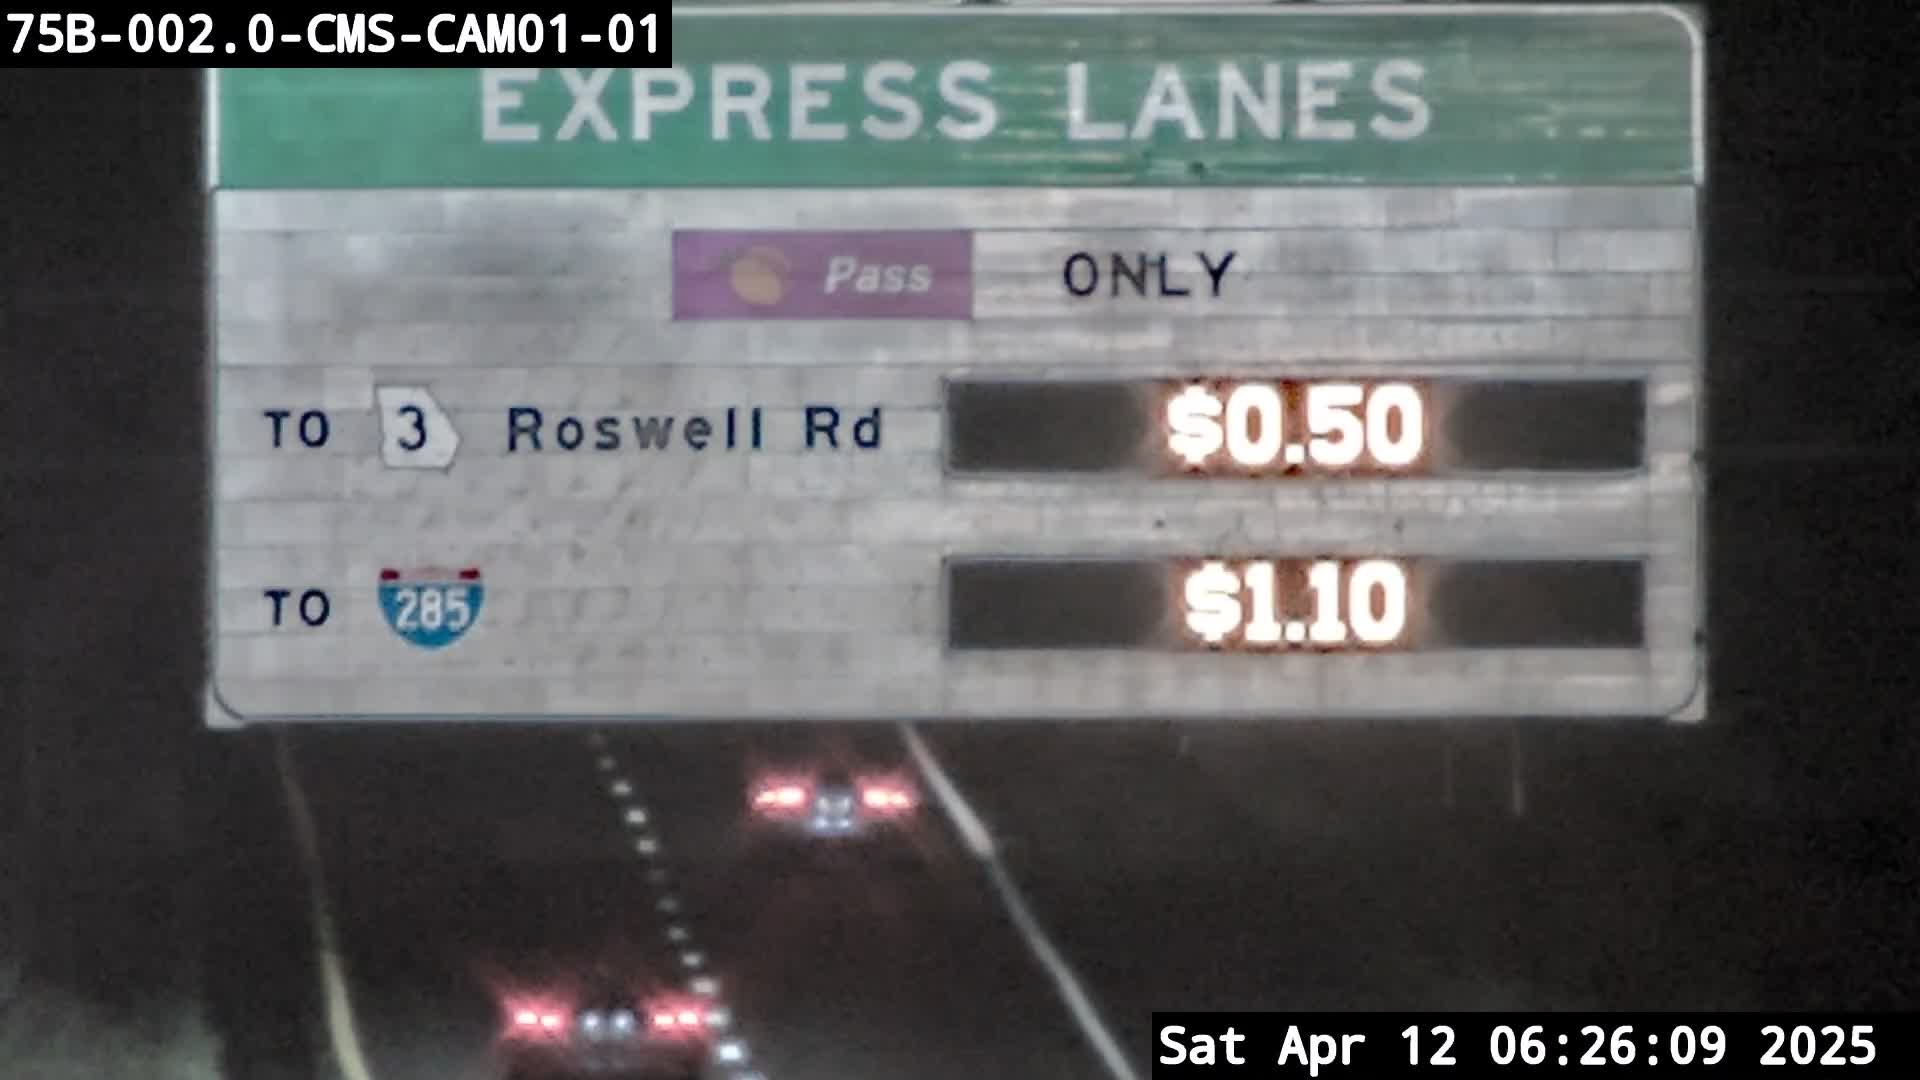 75B-002.0-CMS-CAM01-01
EXPRESS LANES
Pass ONLY
TO 3 Roswell Rd $0.50
TO 285 $1.10
Sat Apr 12 06:26:09 2025